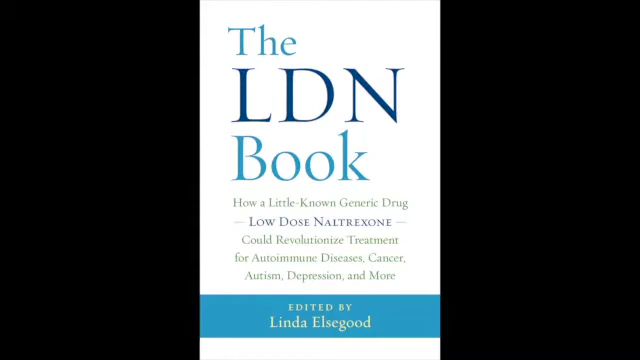 The
LDN
Book
How a Little-Known Generic Drug
— Low Dose Naltrexone —
Could Revolutionize Treatment
for Autoimmune Diseases, Cancer,
Autism, Depression, and More
EDITED BY
Linda Elsegood